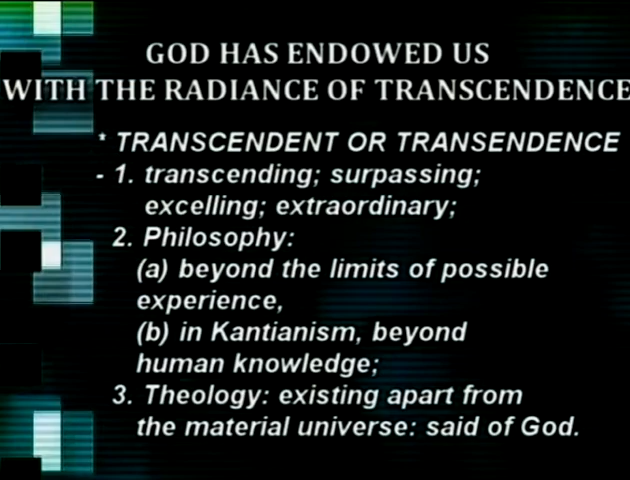 GOD HAS ENDOWED US
WITH THE RADIANCE OF TRANSCENDENCE
* TRANSCENDENT OR TRANSENDENCE
- 1. transcending; surpassing;
excelling; extraordinary;
2. Philosophy:
(a) beyond the limits of possible
experience,
(b) in Kantianism, beyond
human knowledge;
3. Theology: existing apart from
the material universe: said of God.